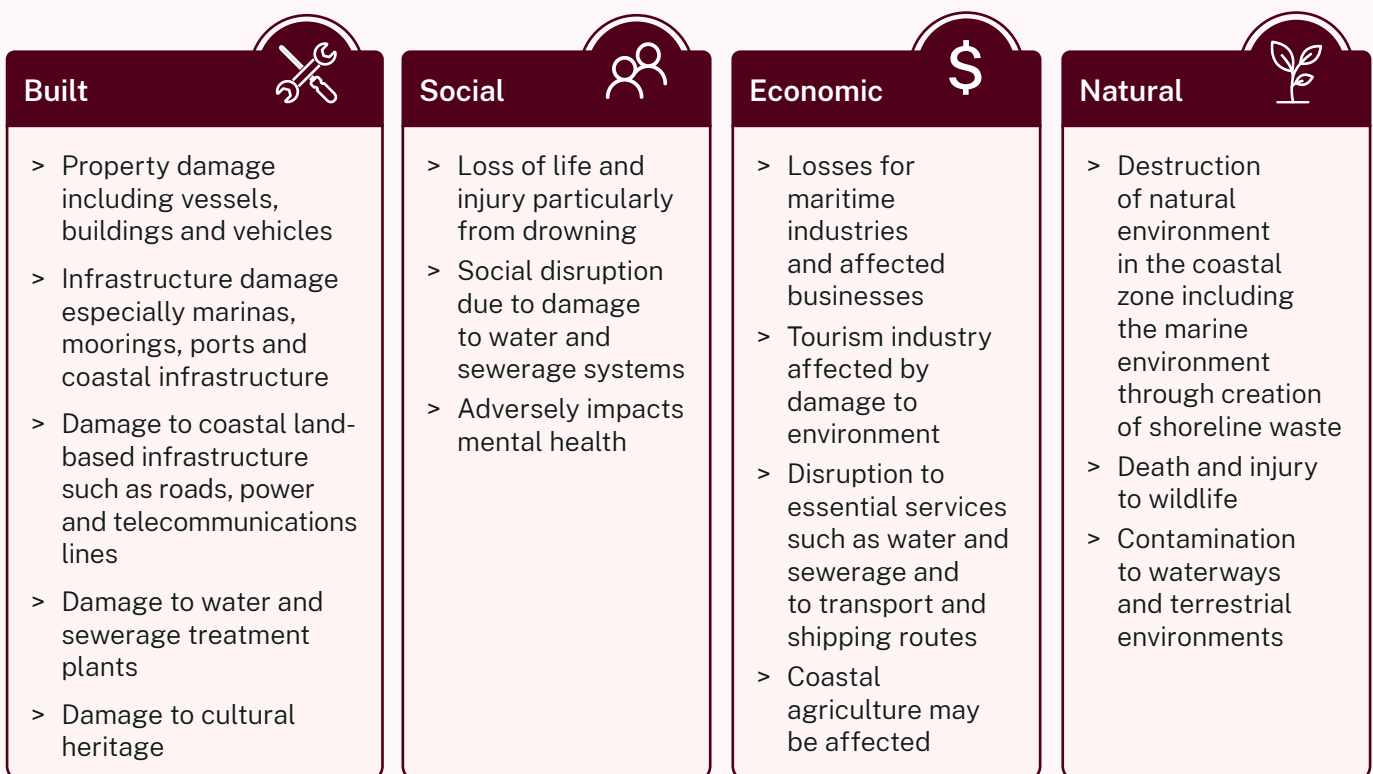 Built
> Property damage
including vessels,
buildings and vehicles
> Infrastructure damage
especially marinas,
moorings, ports and
coastal infrastructure
> Damage to coastal land-
based infrastructure
such as roads, power
and telecommunications
lines
> Damage to water and
sewerage treatment
plants
> Damage to cultural
heritage
Social
> Loss of life and
injury particularly
from drowning
> Social disruption
due to damage
to water and
sewerage systems
> Adversely impacts
mental health
$
Economic
> Losses for
maritime
industries
and affected
businesses
> Tourism industry
affected by
damage to
environment
> Disruption to
essential services
such as water and
sewerage and
to transport and
shipping routes
> Coastal
agriculture may
be affected
Natural
> Destruction
of natural
environment
in the coastal
zone including
the marine
environment
through creation
of shoreline waste
> Death and injury
to wildlife
> Contamination
to waterways
and terrestrial
environments